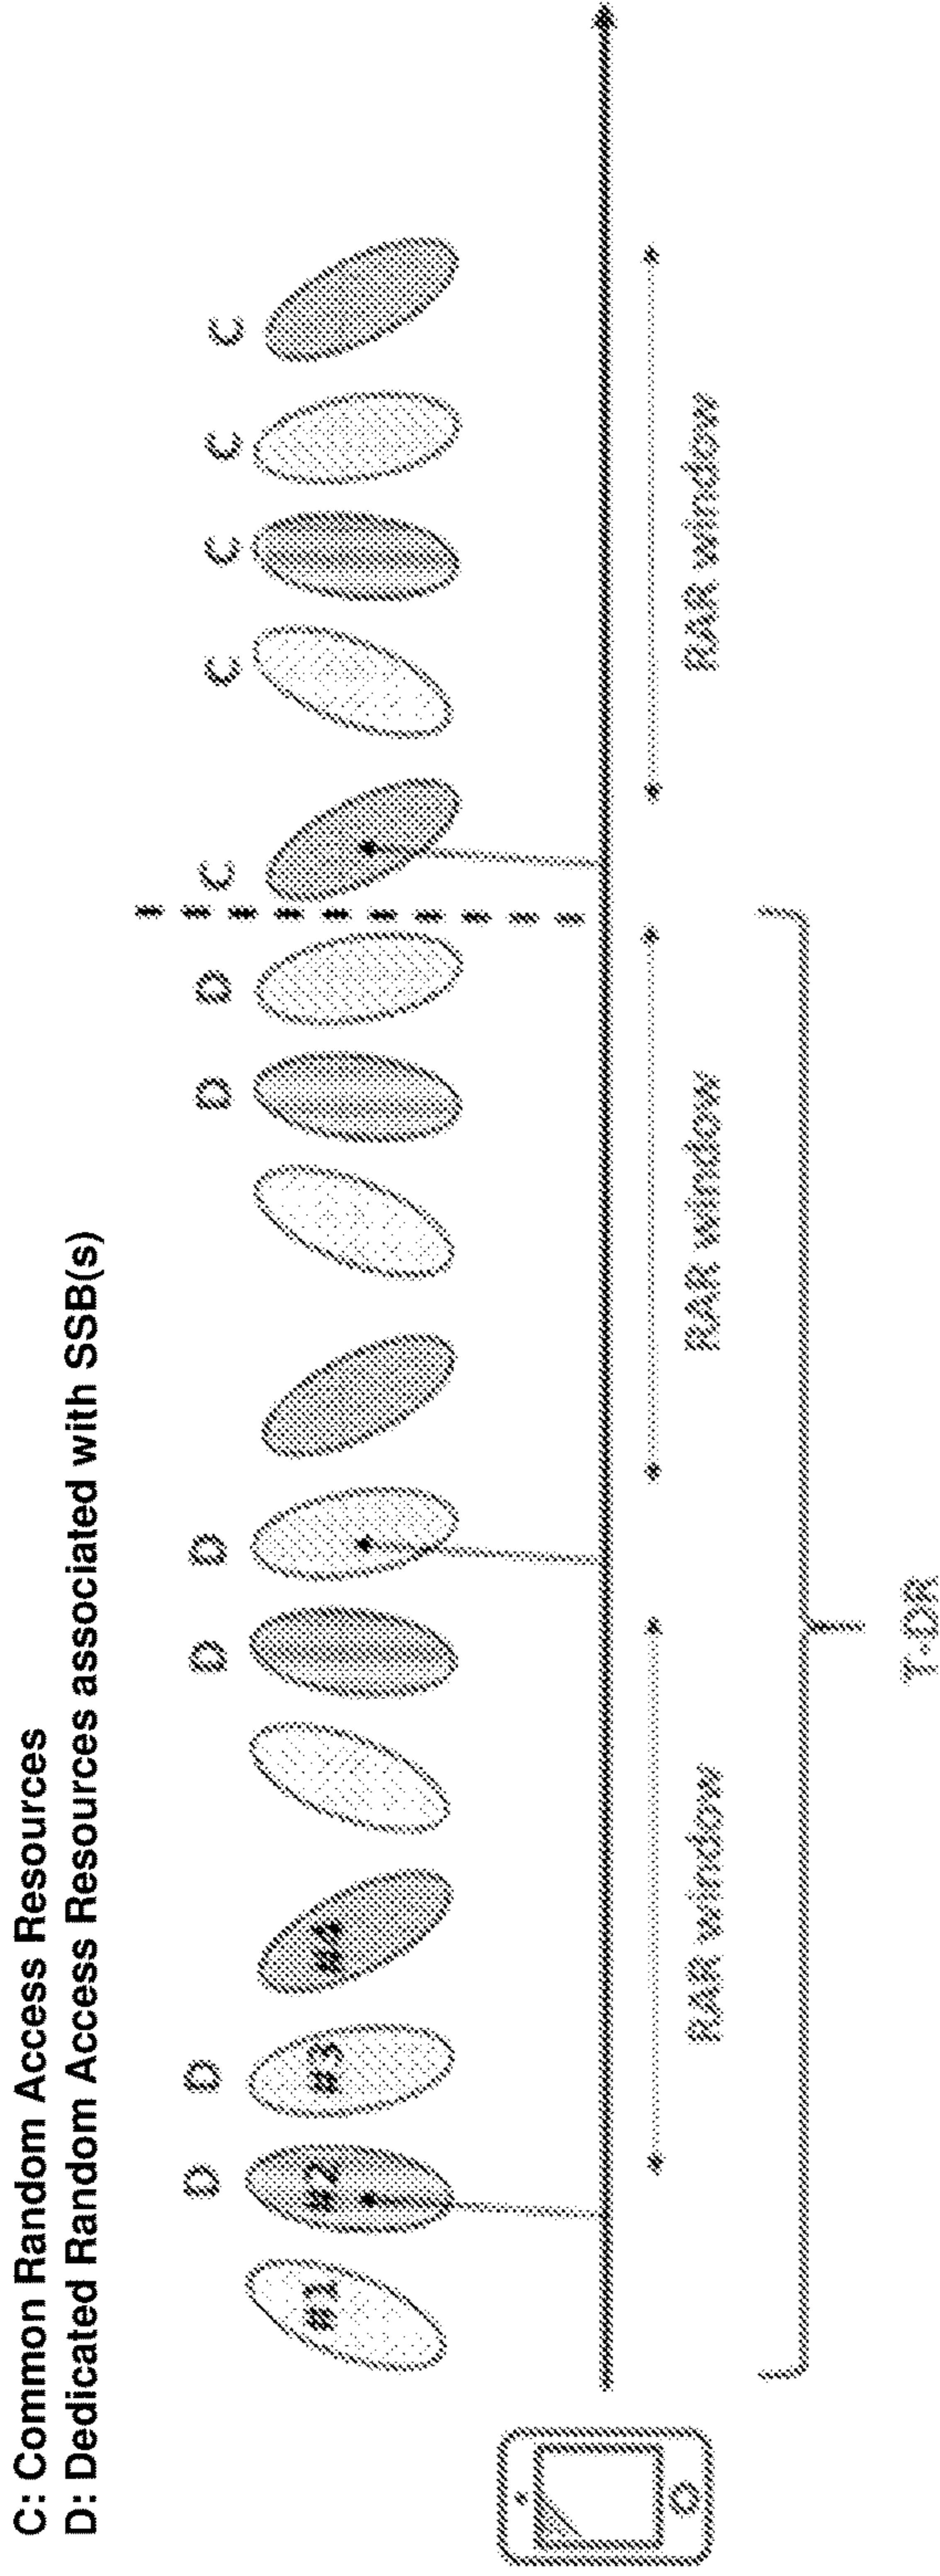 C: Common Random Access Resources
D: Dedicated Random Access Resources associated with SSB(s)
D D D D D D C C C C C
#1 #2 #3 #4
RAR window RAR window RAR window
T-DR